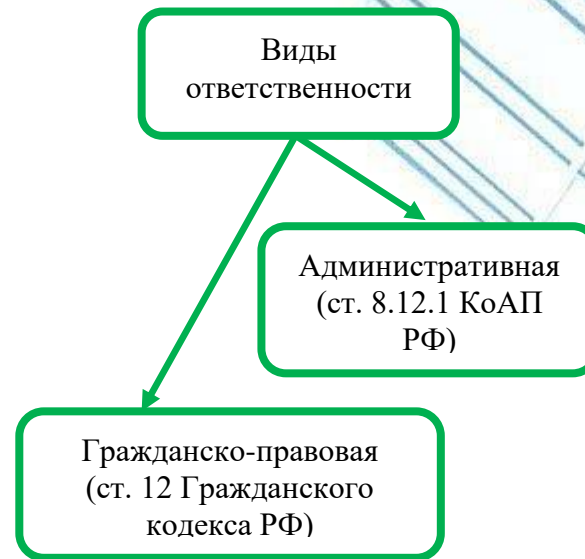 Виды
ответственности
Административная
(ст. 8.12.1 КоАП
РФ)
Гражданско-правовая
(ст. 12 Гражданского
кодекса РФ)